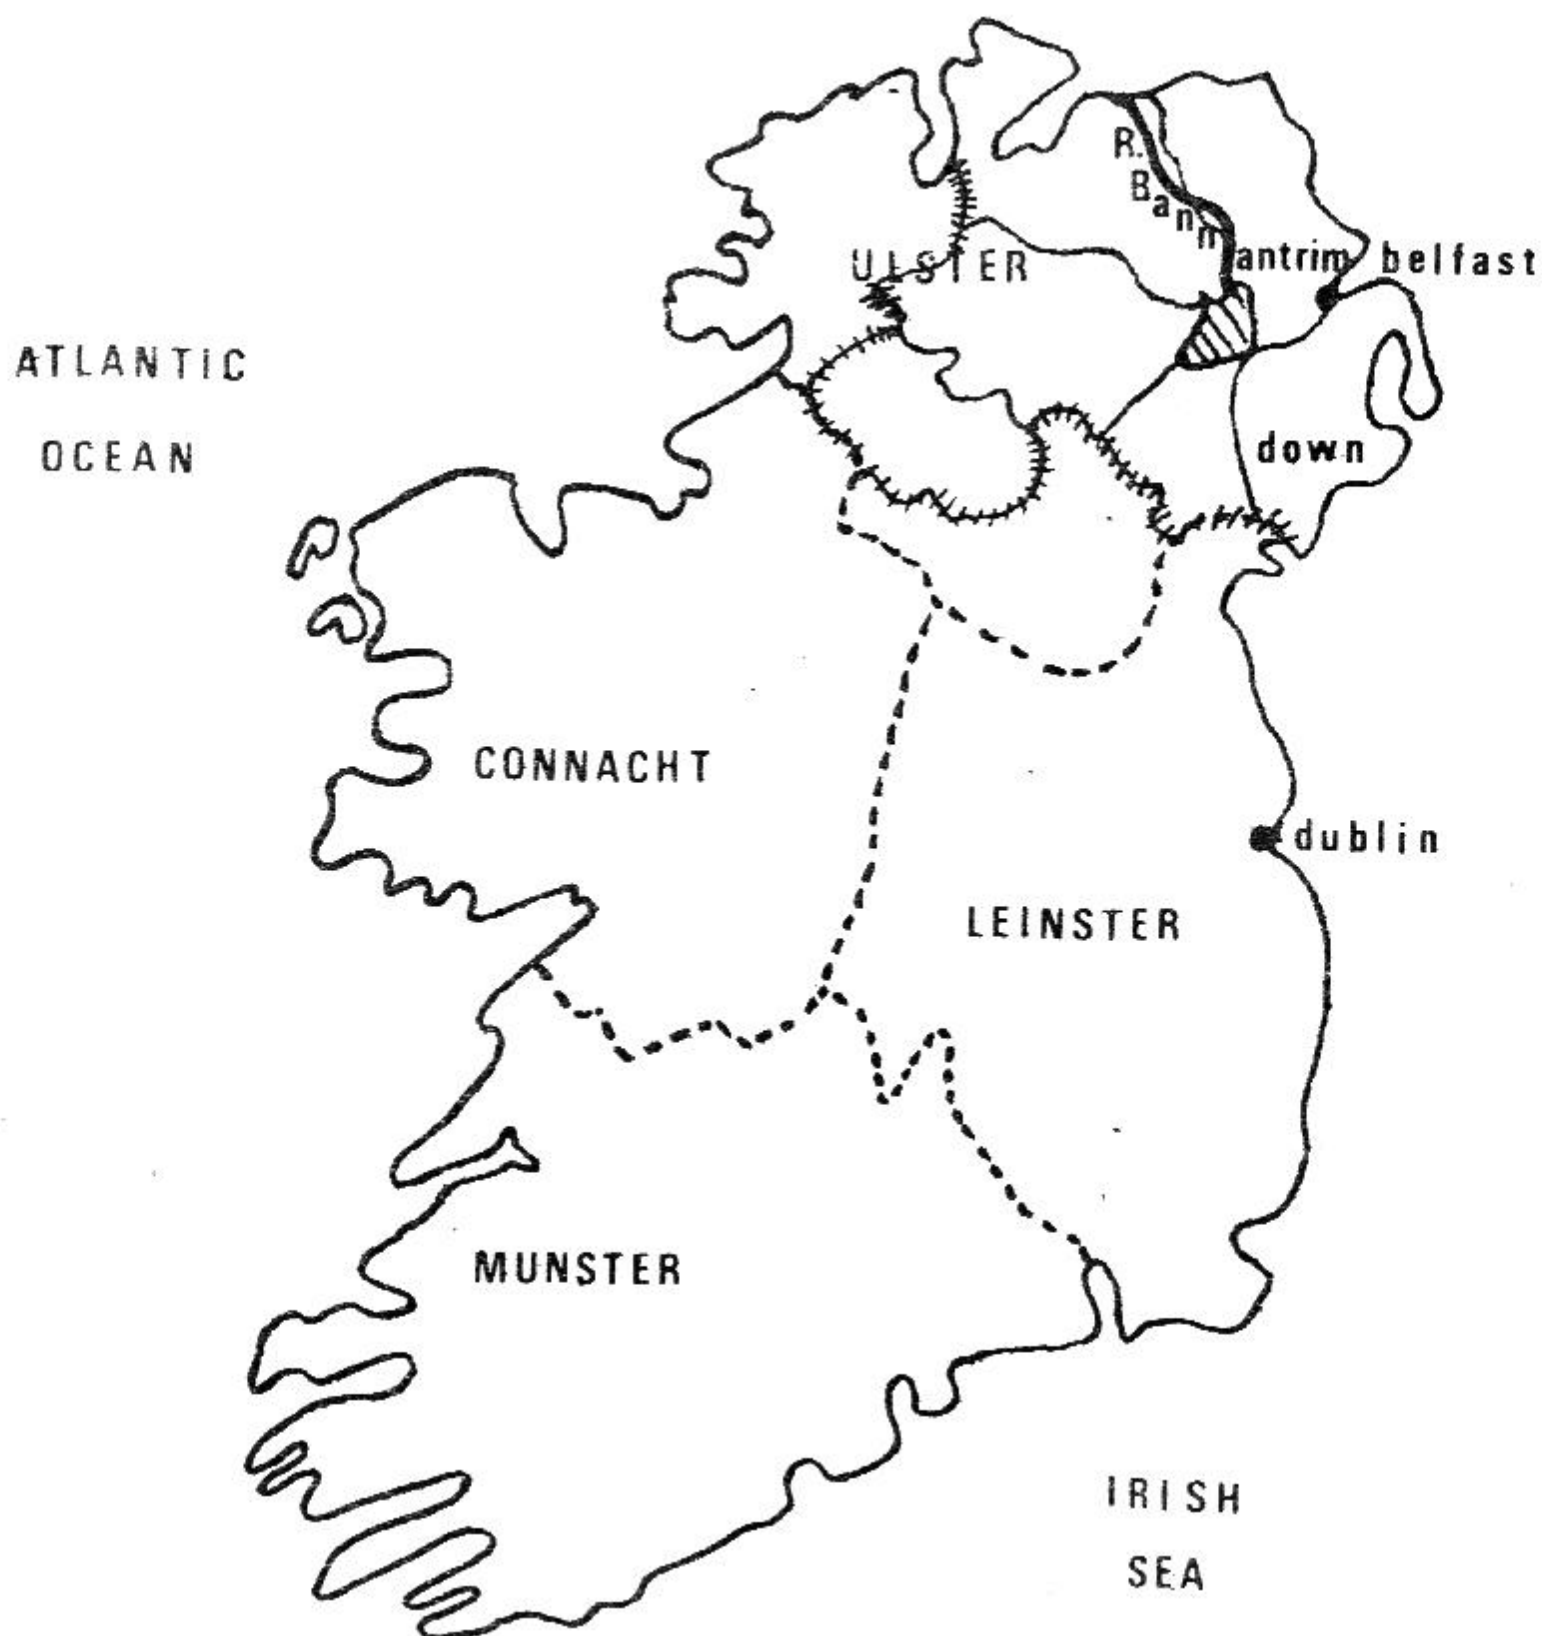 R.
Bann
ULSTER
antrim
belfast
ATLANTIC
OCEAN
down
CONNACHT
dublin
LEINSTER
MUNSTER
IRISH
SEA